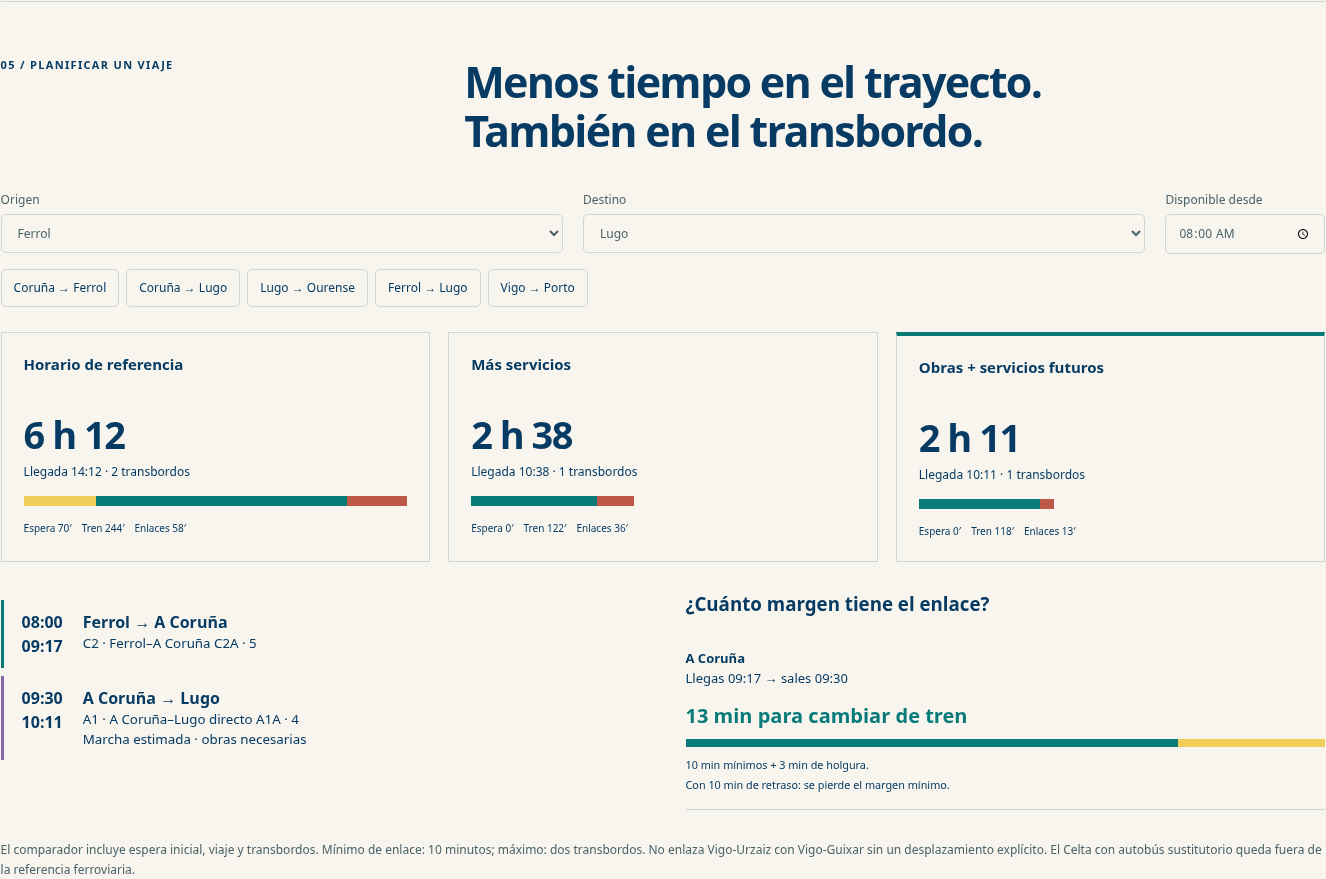 05 / PLANIFICAR UN VIAJE
Menos tiempo en el trayecto.
También en el transbordo.
Origen
Ferrol
Destino
Lugo
Disponible desde
08:00 AM
Coruña → Ferrol
Coruña → Lugo
Lugo → Ourense
Ferrol → Lugo
Vigo → Porto
Horario de referencia
6 h 12
Llegada 14:12 · 2 transbordos
Espera 70′ Tren 244′ Enlaces 58′
Más servicios
2 h 38
Llegada 10:38 · 1 transbordos
Espera 0′ Tren 122′ Enlaces 36′
Obras + servicios futuros
2 h 11
Llegada 10:11 · 1 transbordos
Espera 0′ Tren 118′ Enlaces 13′
08:00 Ferrol → A Coruña
09:17 C2 · Ferrol–A Coruña C2A · 5
09:30 A Coruña → Lugo
10:11 A1 · A Coruña–Lugo directo A1A · 4
Marcha estimada · obras necesarias
¿Cuánto margen tiene el enlace?
A Coruña
Llegas 09:17 → sales 09:30
13 min para cambiar de tren
10 min mínimos + 3 min de holgura.
Con 10 min de retraso: se pierde el margen mínimo.
El comparador incluye espera inicial, viaje y transbordos. Mínimo de enlace: 10 minutos; máximo: dos transbordos. No enlaza Vigo-Urzaiz con Vigo-Guixar sin un desplazamiento explícito. El Celta con autobús sustitutorio queda fuera de
la referencia ferroviaria.